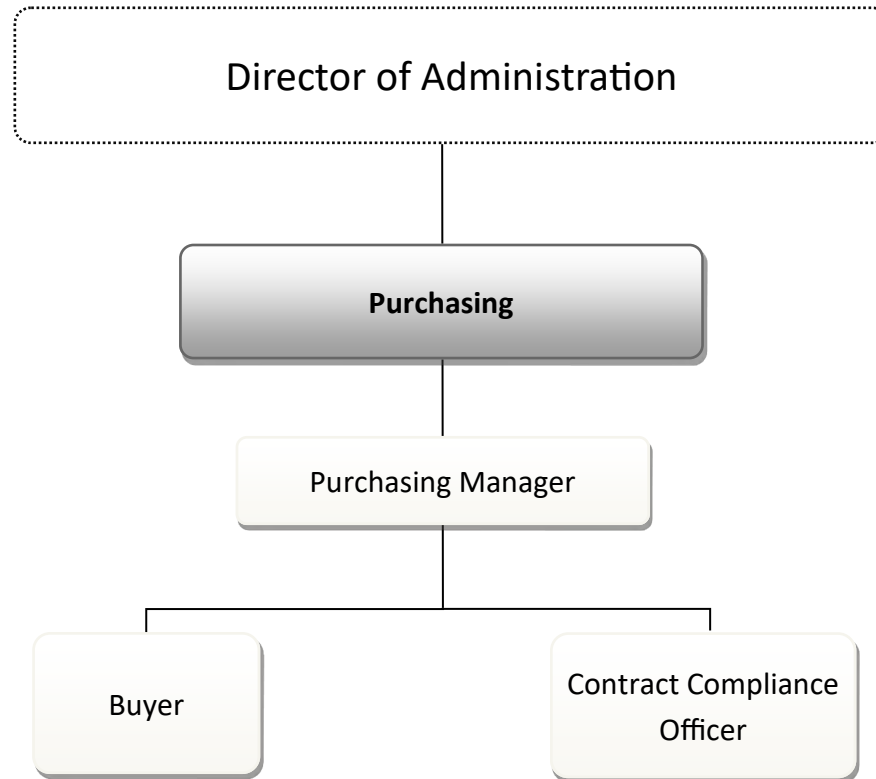 Director of Administration
Purchasing
Purchasing Manager
Buyer
Contract Compliance
Officer